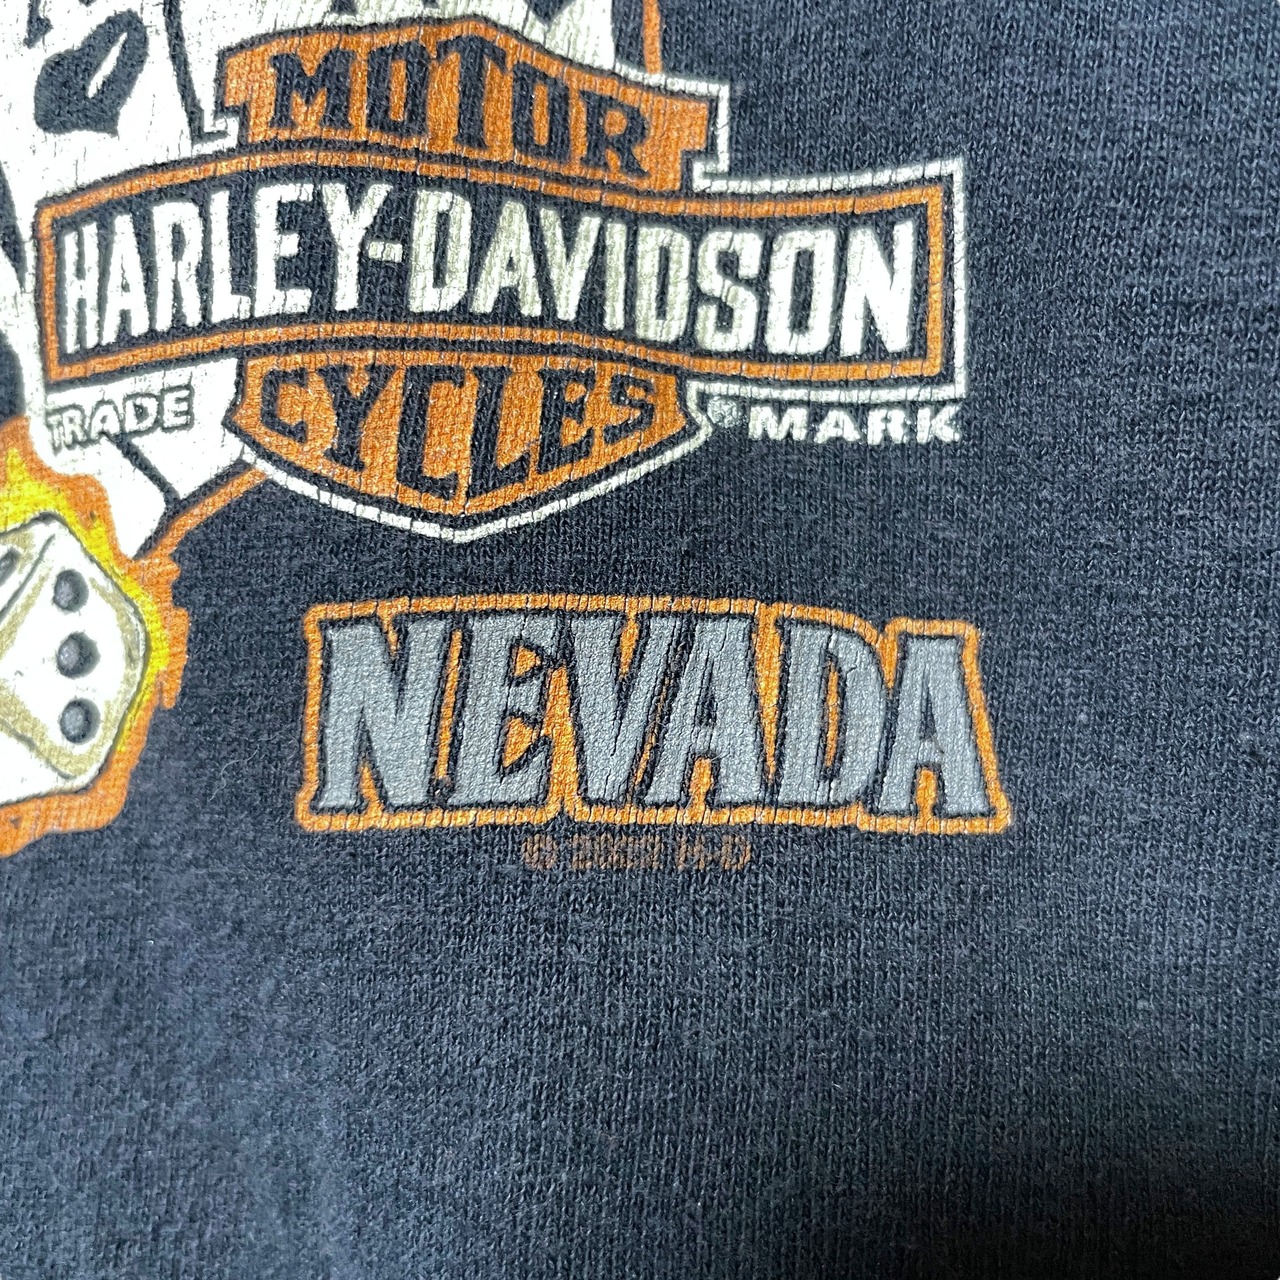 MOTOR
HARLEY-DAVIDSON
CYCLES
TRADE ® MARK
NEVADA